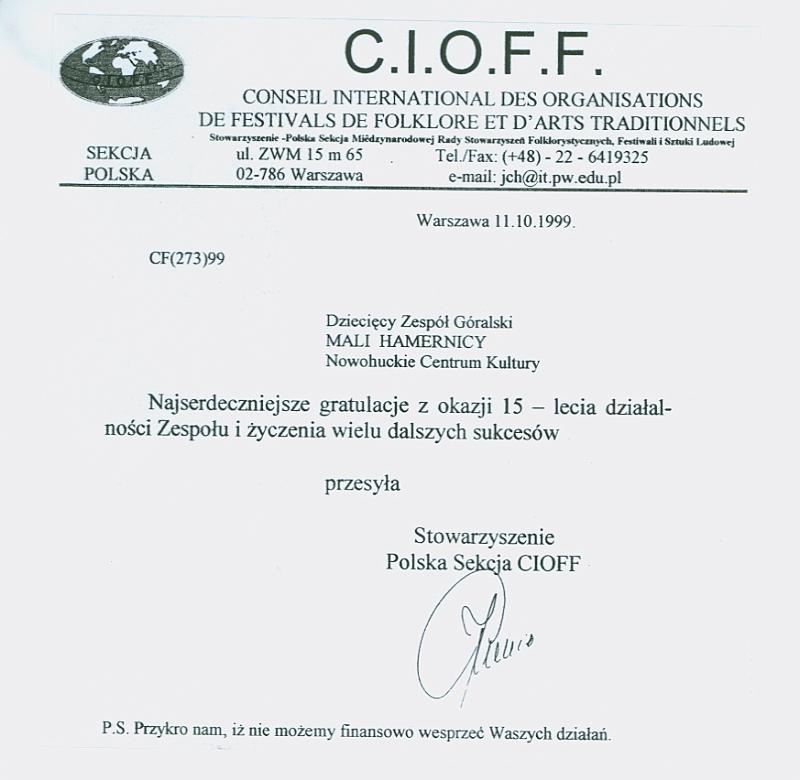 C.I.O.F.F.
C.I.O.F.F.
CONSEIL INTERNATIONAL DES ORGANISATIONS
DE FESTIVALS DE FOLKLORE ET D'ARTS TRADITIONNELS
Stowarzyszenie -Polska Sekcja Miêdzynarodowej Rady Stowarzyszeń Folklorystycznych, Festiwali i Sztuki Ludowej
SEKCJA ul. ZWM 15 m 65 Tel./Fax: (+48) - 22 - 6419325
POLSKA 02-786 Warszawa e-mail: jch@it.pw.edu.pl
Warszawa 11.10.1999.
CF(273)99
Dziecięcy Zespół Góralski
MALI HAMERNICY
Nowohuckie Centrum Kultury
Najserdeczniejsze gratulacje z okazji 15 – lecia działal-
ności Zespołu i życzenia wielu dalszych sukcesów
przesyła
Stowarzyszenie
Polska Sekcja CIOFF
P.S. Przykro nam, iż nie możemy finansowo wesprzeć Waszych działań.